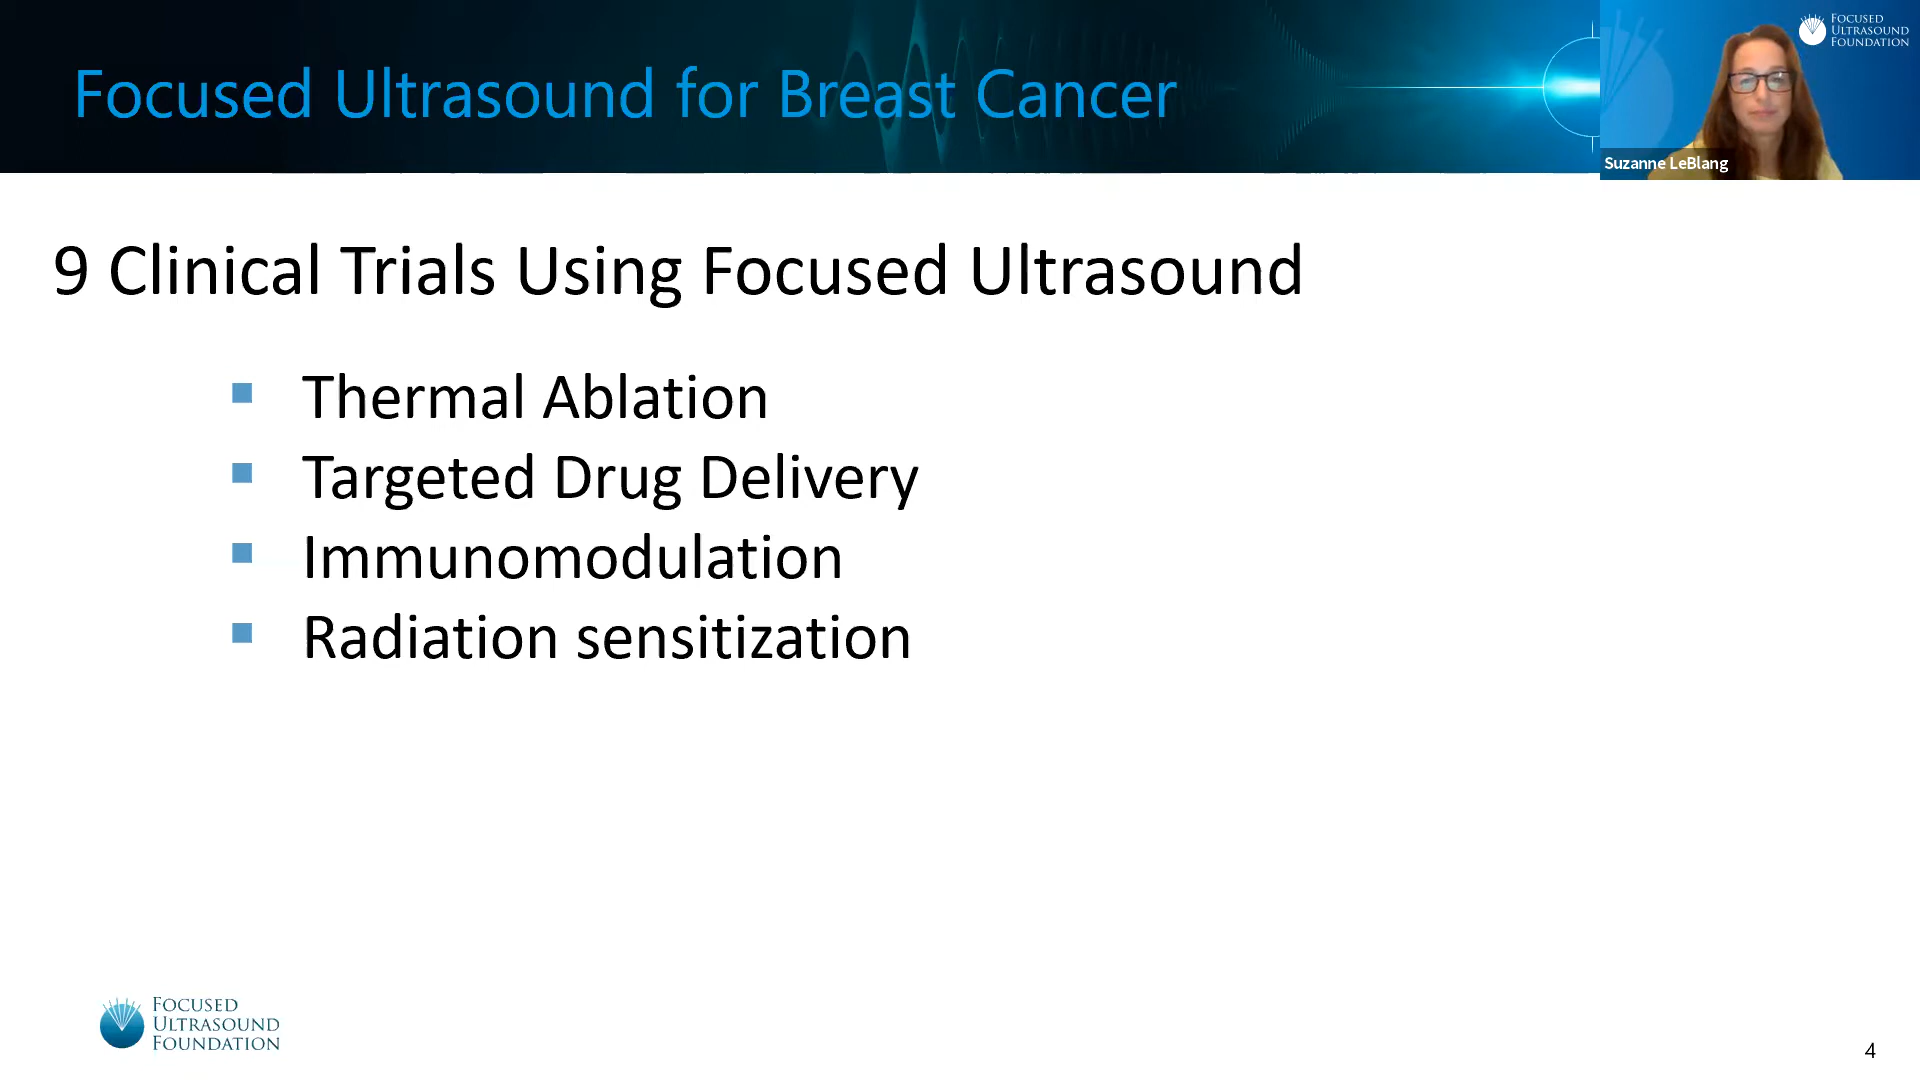 Focused Ultrasound for Breast Cancer
FOCUSED
ULTRASOUND
FOUNDATION
Suzanne LeBlang
9 Clinical Trials Using Focused Ultrasound
▪ Thermal Ablation
▪ Targeted Drug Delivery
▪ Immunomodulation
▪ Radiation sensitization
FOCUSED
ULTRASOUND
FOUNDATION
4